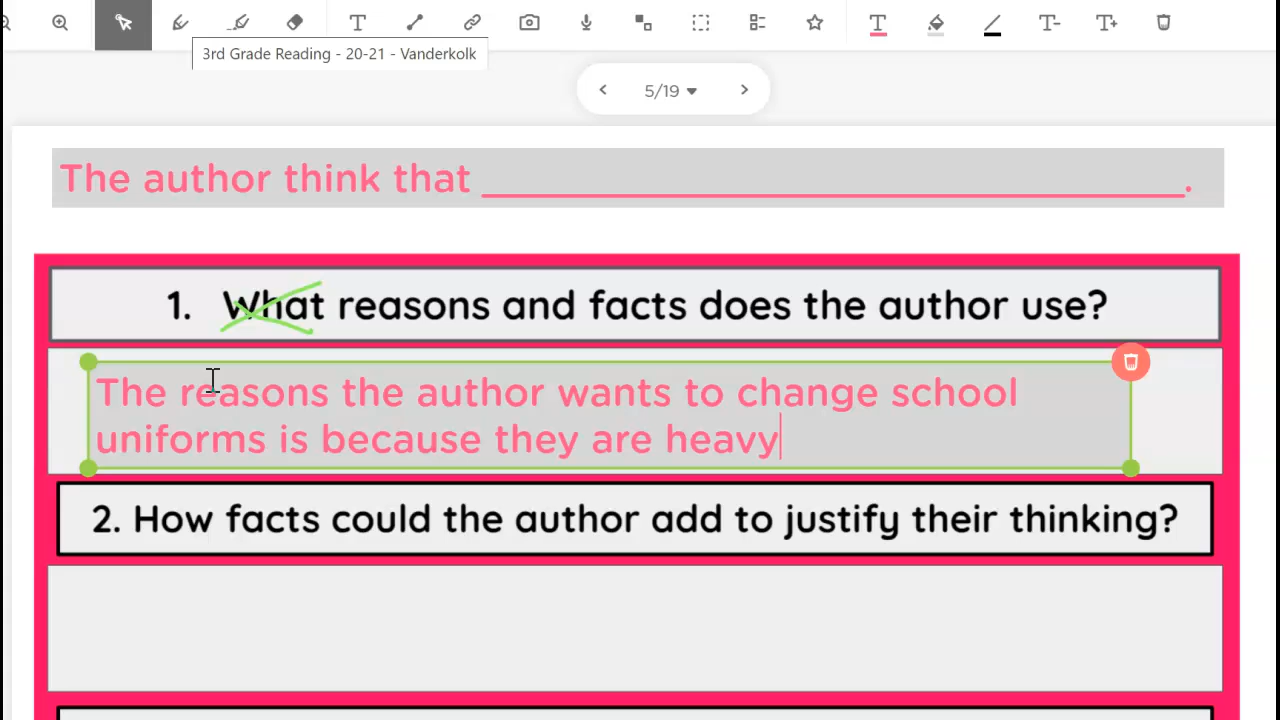 3rd Grade Reading - 20-21 - Vanderkolk
5/19
The author think that ______________________________.
1. What reasons and facts does the author use?
The reasons the author wants to change school
uniforms is because they are heavy
2. How facts could the author add to justify their thinking?